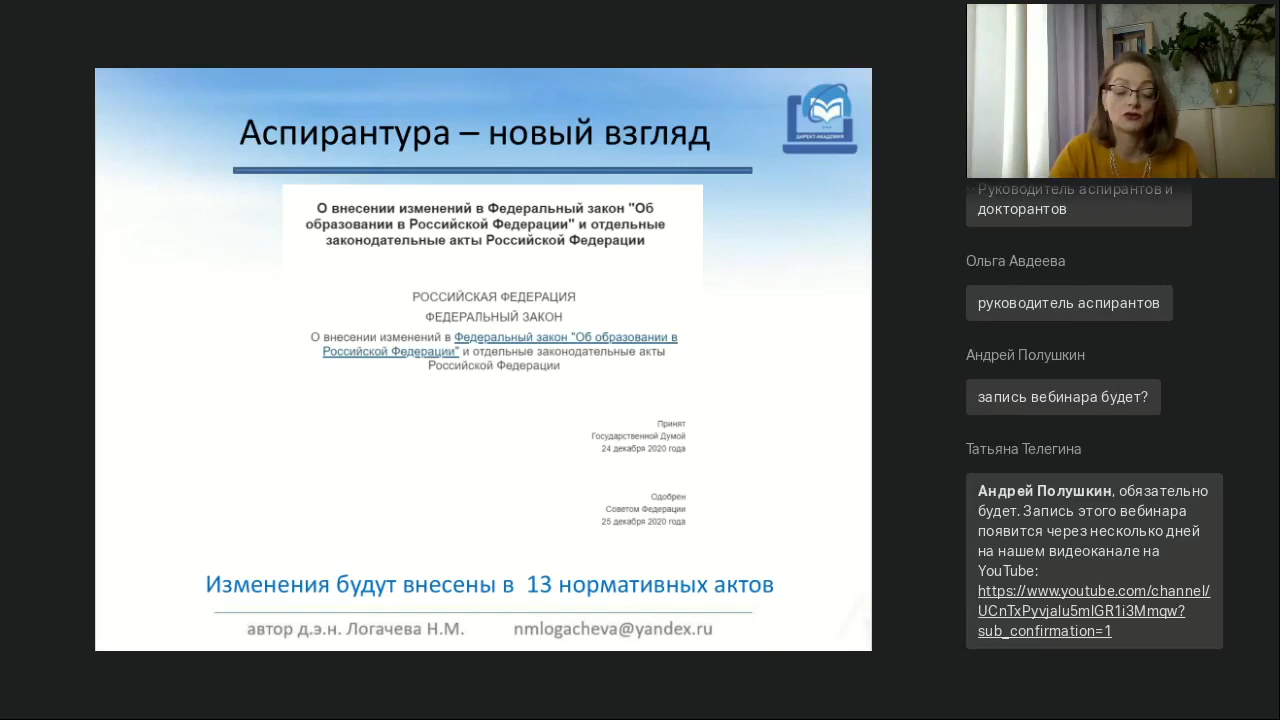 Аспирантура – новый взгляд
ДИРЕКТ-АКАДЕМИЯ
О внесении изменений в Федеральный закон "Об
образовании в Российской Федерации" и отдельные
законодательные акты Российской Федерации
РОССИЙСКАЯ ФЕДЕРАЦИЯ
ФЕДЕРАЛЬНЫЙ ЗАКОН
О внесении изменений в Федеральный закон "Об образовании в
Российской Федерации" и отдельные законодательные акты
Российской Федерации
Принят
Государственной Думой
24 декабря 2020 года
Одобрен
Советом Федерации
25 декабря 2020 года
Изменения будут внесены в 13 нормативных актов
автор д.э.н. Логачева Н.М. nmlogacheva@yandex.ru
Руководитель аспирантов и
докторантов
Ольга Авдеева
руководитель аспирантов
Андрей Полушкин
запись вебинара будет?
Татьяна Телегина
Андрей Полушкин, обязательно
будет. Запись этого вебинара
появится через несколько дней
на нашем видеоканале на
YouTube:
https://www.youtube.com/channel/
UCnTxPyvjalu5mlGR1i3Mmqw?
sub_confirmation=1